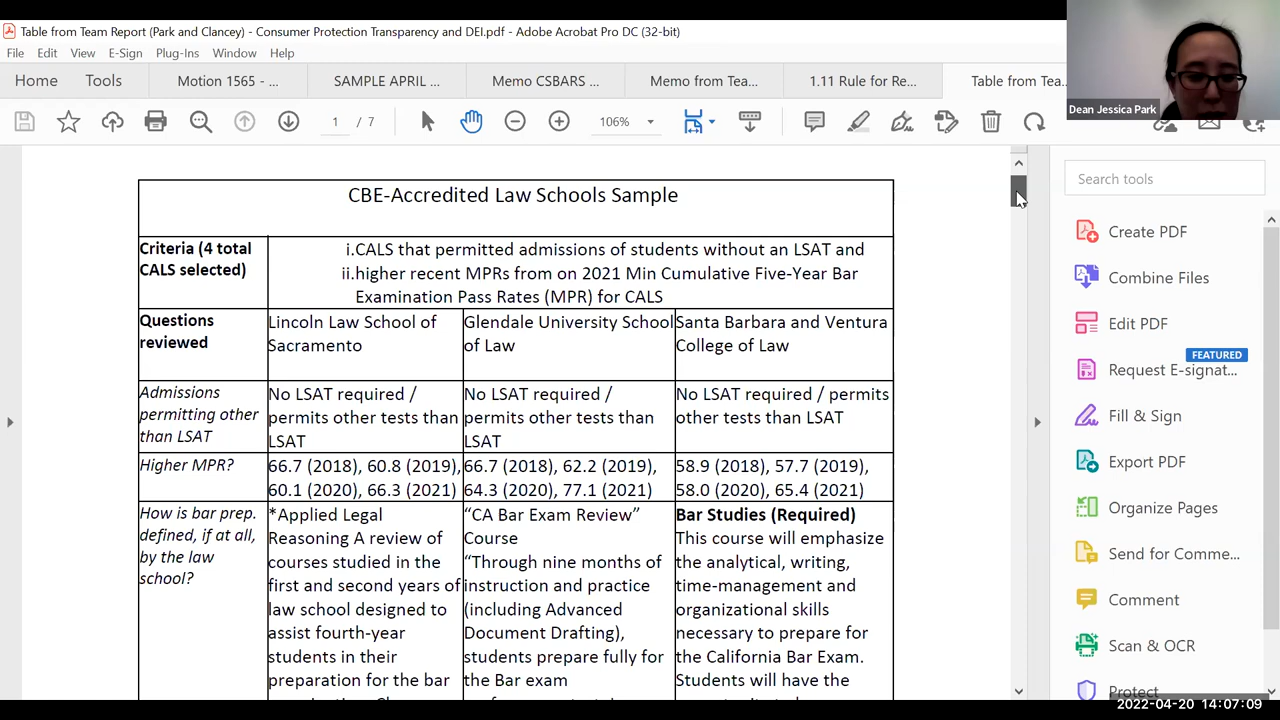 Table from Team Report (Park and Clancey) - Consumer Protection Transparency and DEI.pdf - Adobe Acrobat Pro DC (32-bit)
File Edit View E-Sign Plug-Ins Window Help
Home Tools Motion 1565 - ... SAMPLE APRIL ... Memo CSBARS ... Memo from Tea... 1.11 Rule for Re... Table from Tea...
Dean Jessica Park
1 / 7 106%
Search tools
CBE-Accredited Law Schools Sample
Criteria (4 total
CALS selected)
i.CALS that permitted admissions of students without an LSAT and
ii.higher recent MPRs from on 2021 Min Cumulative Five-Year Bar
Examination Pass Rates (MPR) for CALS
Questions
reviewed
Lincoln Law School of
Sacramento
Glendale University School
of Law
Santa Barbara and Ventura
College of Law
Admissions
permitting other
than LSAT
No LSAT required /
permits other tests than
LSAT
No LSAT required /
permits other tests than
LSAT
No LSAT required / permits
other tests than LSAT
Higher MPR?
66.7 (2018), 60.8 (2019),
60.1 (2020), 66.3 (2021)
66.7 (2018), 62.2 (2019),
64.3 (2020), 77.1 (2021)
58.9 (2018), 57.7 (2019),
58.0 (2020), 65.4 (2021)
How is bar prep.
defined, if at all,
by the law
school?
*Applied Legal
Reasoning A review of
courses studied in the
first and second years of
law school designed to
assist fourth-year
students in their
preparation for the bar
“CA Bar Exam Review”
Course
“Through nine months of
instruction and practice
(including Advanced
Document Drafting),
students prepare fully for
the Bar exam
Bar Studies (Required)
This course will emphasize
the analytical, writing,
time-management and
organizational skills
necessary to prepare for
the California Bar Exam.
Students will have the
Create PDF
Combine Files
Edit PDF
FEATURED
Request E-signat...
Fill & Sign
Export PDF
Organize Pages
Send for Comme...
Comment
Scan & OCR
Protect
2022-04-20 14:07:09